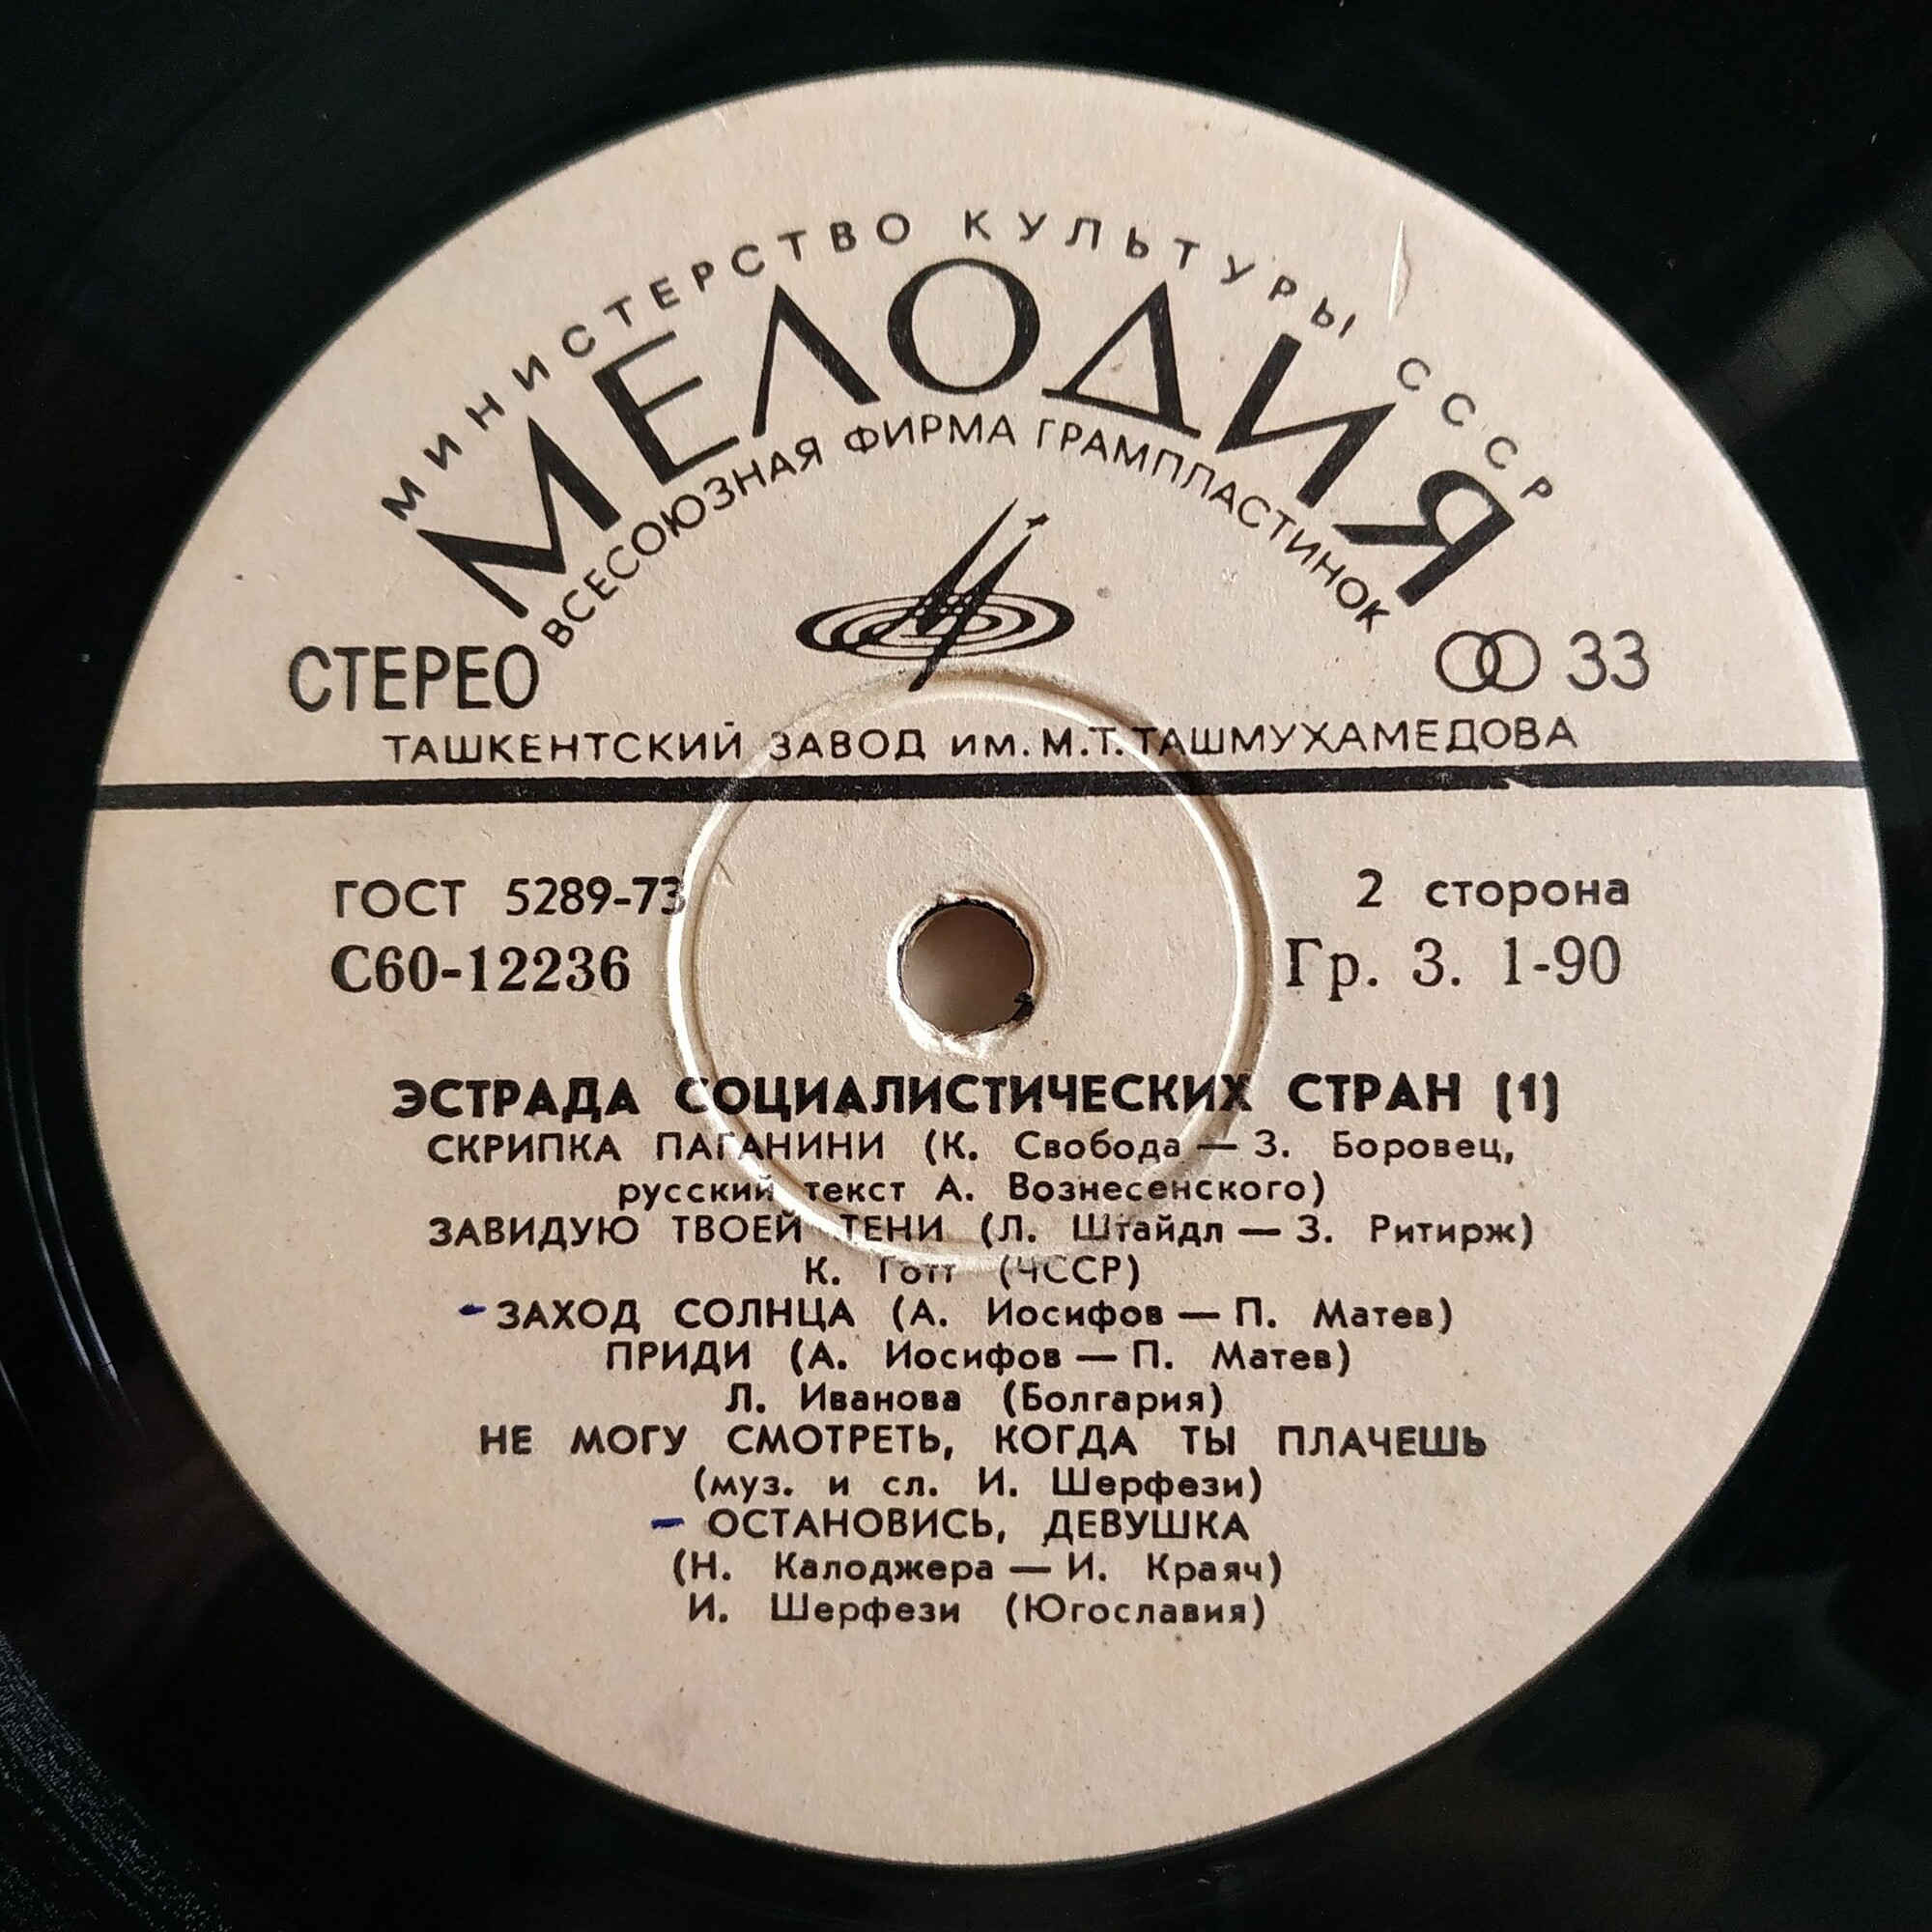 МИНИСТЕРСТВО КУЛЬТУРЫ СССР
МЕЛОДИЯ
ВСЕСОЮЗНАЯ ФИРМА ГРАМПЛАСТИНОК
СТЕРЕО 33
ТАШКЕНТСКИЙ ЗАВОД ИМ. М.Т. ТАШМУХАМЕДОВА
ГОСТ 5289-73 2 сторона
С60-12236 Гр. 3. 1-90
ЭСТРАДА СОЦИАЛИСТИЧЕСКИХ СТРАН (1)
СКРИПКА ПАГАНИНИ (К. Свобода — З. Боровец,
русский текст А. Вознесенского)
ЗАВИДУЮ ТВОЕЙ ТЕНИ (Л. Штайдл — З. Ритирж)
К. Готт (ЧССР)
- ЗАХОД СОЛНЦА (А. Иосифов — П. Матев)
ПРИДИ (А. Иосифов — П. Матев)
Л. Иванова (Болгария)
НЕ МОГУ СМОТРЕТЬ, КОГДА ТЫ ПЛАЧЕШЬ
(муз. и сл. И. Шерфези)
- ОСТАНОВИСЬ, ДЕВУШКА
(Н. Калоджера — И. Краяч)
И. Шерфези (Югославия)